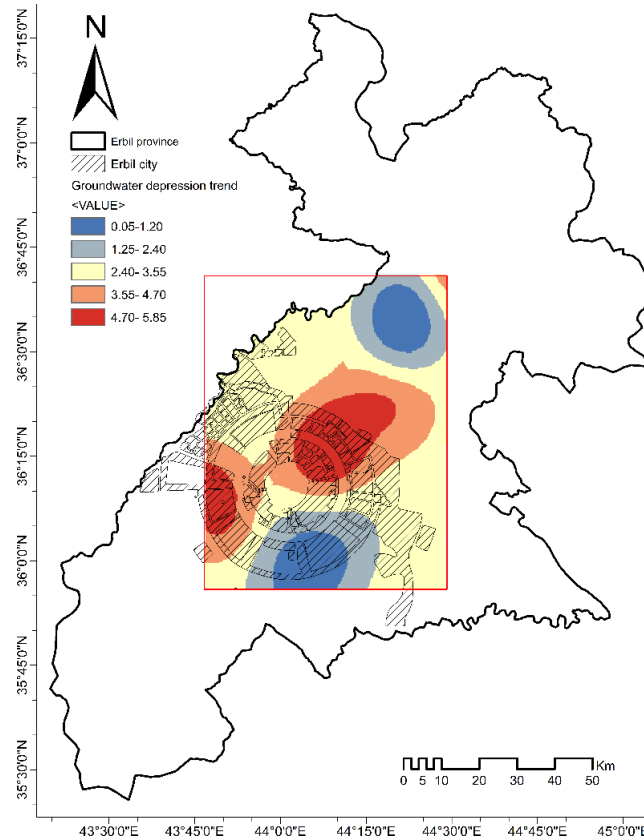 N
Erbil province
Erbil city
Groundwater depression trend
<VALUE>
0.05-1.20
1.25- 2.40
2.40- 3.55
3.55- 4.70
4.70- 5.85
37°15'0"N
37°0'0"N
36°45'0"N
36°30'0"N
36°15'0"N
36°0'0"N
35°45'0"N
35°30'0"N
Km
0 5 10 20 30 40 50
43°30'0"E 43°45'0"E 44°0'0"E 44°15'0"E 44°30'0"E 44°45'0"E 45°0'0"E